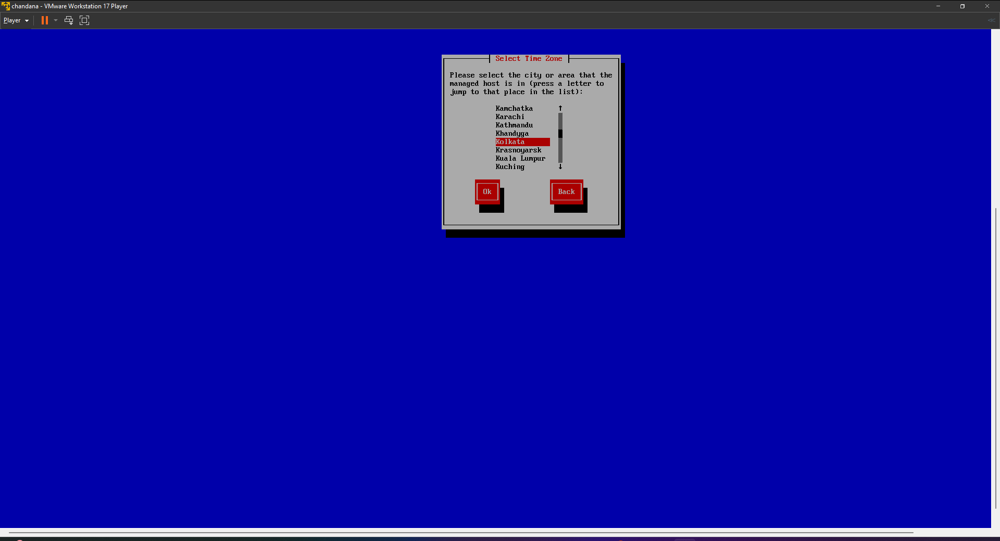 chandana - VMware Workstation 17 Player
Player
Select Time Zone
Please select the city or area that the
managed host is in (press a letter to
jump to that place in the list):
Kamchatka
Karachi
Kathmandu
Khandyga
Kolkata
Krasnoyarsk
Kuala Lumpur
Kuching
Ok Back